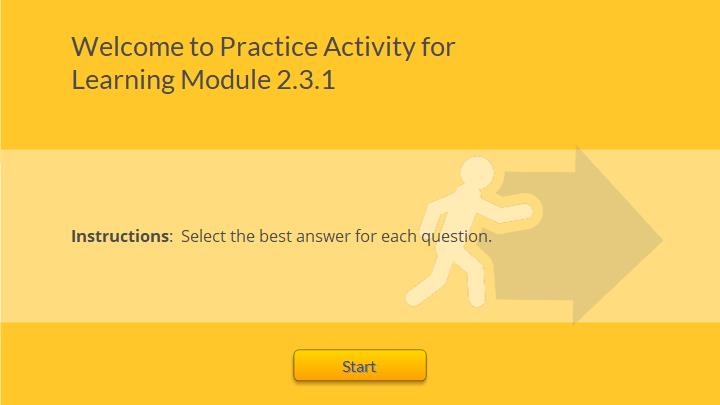 Welcome to Practice Activity for
Learning Module 2.3.1
Instructions: Select the best answer for each question.
Start